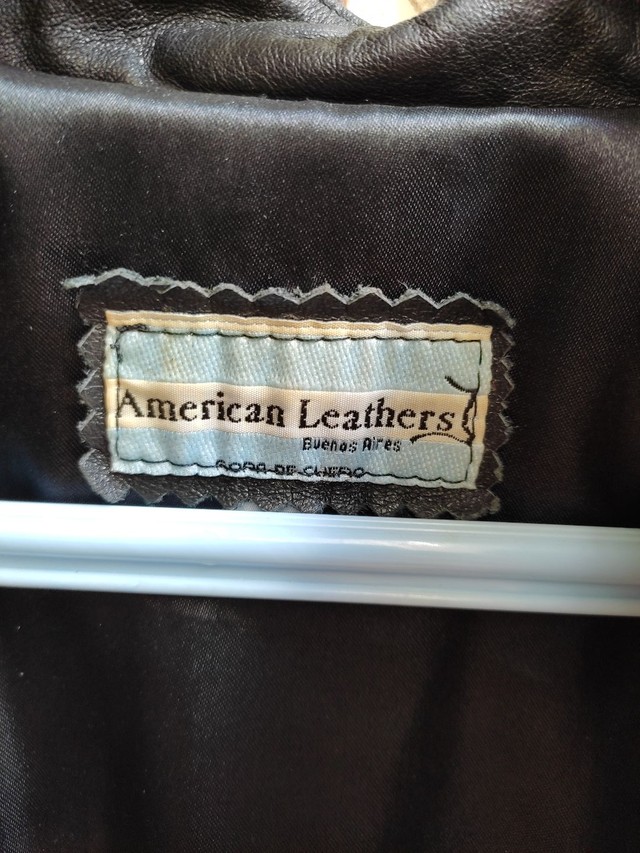 American Leathers
Buenos Aires
ROPA DE CUERO